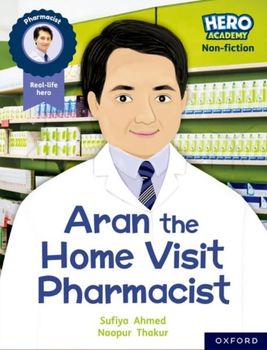 Pharmacist
Real-life
hero
HERO
ACADEMY
Non-fiction
Aran the
Home Visit
Pharmacist
Sufiya Ahmed
Noopur Thakur
OXFORD